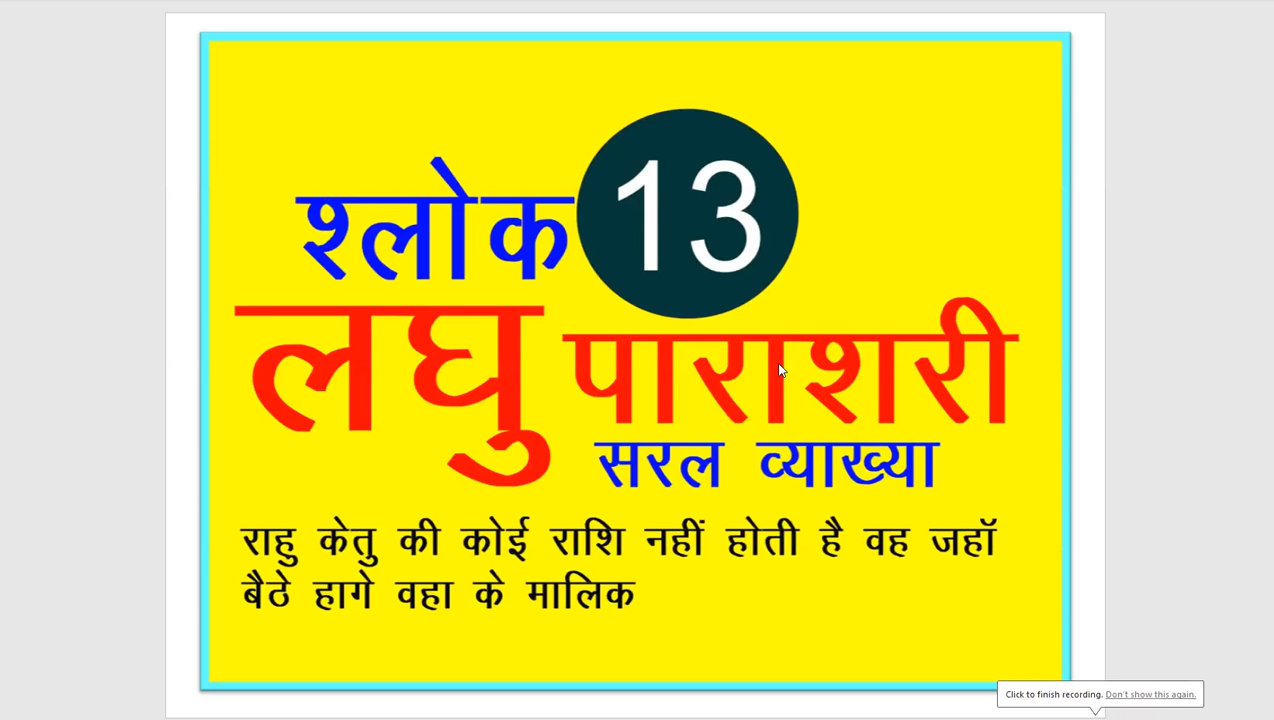 श्लोक 13
लघु पाराशरी
सरल व्याख्या
राहु केतु की कोई राशि नहीं होती है वह जहॉ
बैठे हागे वहा के मालिक
Click to finish recording. Don't show this again.